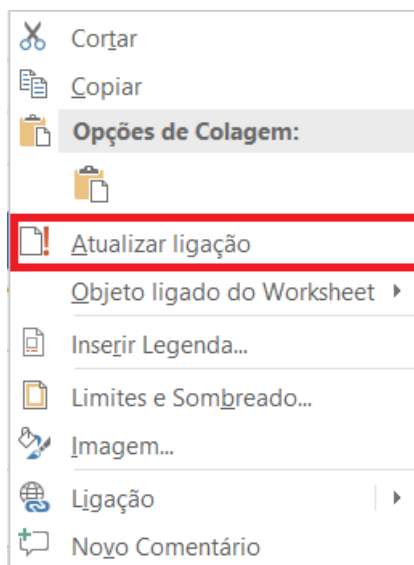 Cortar
Copiar
Opções de Colagem:
Atualizar ligação
Objeto ligado do Worksheet
Inserir Legenda...
Limites e Sombreado...
Imagem...
Ligação
Novo Comentário